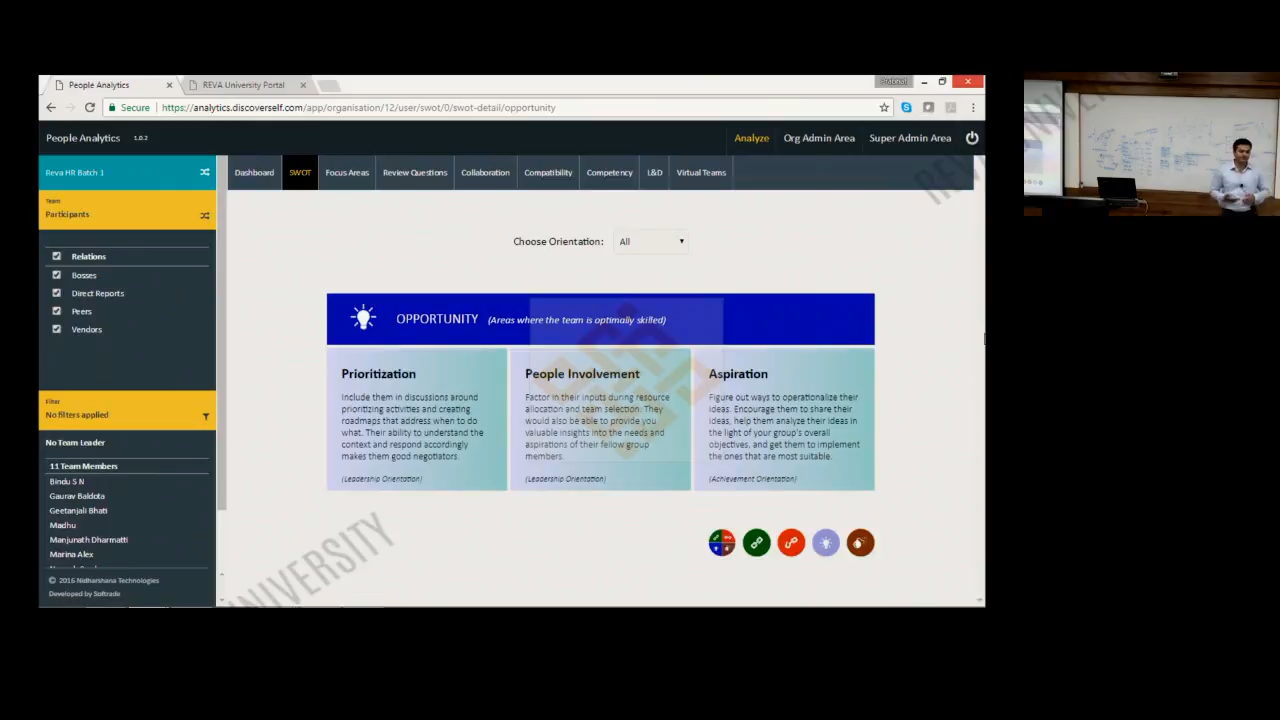 People Analytics
REVA University Portal
Secure
https://analytics.discoverself.com/app/organisation/12/user/swot/0/swot-detail/opportunity
People Analytics 1.0.2
Analyze Org Admin Area Super Admin Area
Reva HR Batch 1
Dashboard SWOT Focus Areas Review Questions Collaboration Compatibility Competency L&D Virtual Teams
Team
Participants
Relations
Bosses
Direct Reports
Peers
Vendors
Filter
No filters applied
No Team Leader
11 Team Members
Bindu S N
Gaurav Baldota
Geetanjali Bhati
Madhu
Manjunath Dharmatti
Marina Alex
© 2016 Nidharshana Technologies
Developed by Softrade
Choose Orientation: All
OPPORTUNITY (Areas where the team is optimally skilled)
Prioritization
Include them in discussions around
prioritizing activities and creating
roadmaps that address when to do
what. Their ability to understand the
context and respond accordingly
makes them good negotiators.
(Leadership Orientation)
People Involvement
Factor in their inputs during resource
allocation and team selection. They
would also be able to provide you
valuable insights into the needs and
aspirations of their fellow group
members.
(Leadership Orientation)
Aspiration
Figure out ways to operationalize their
ideas. Encourage them to share their
ideas, help them analyze their ideas in
the light of your group's overall
objectives, and get them to implement
the ones that are most suitable.
(Achievement Orientation)